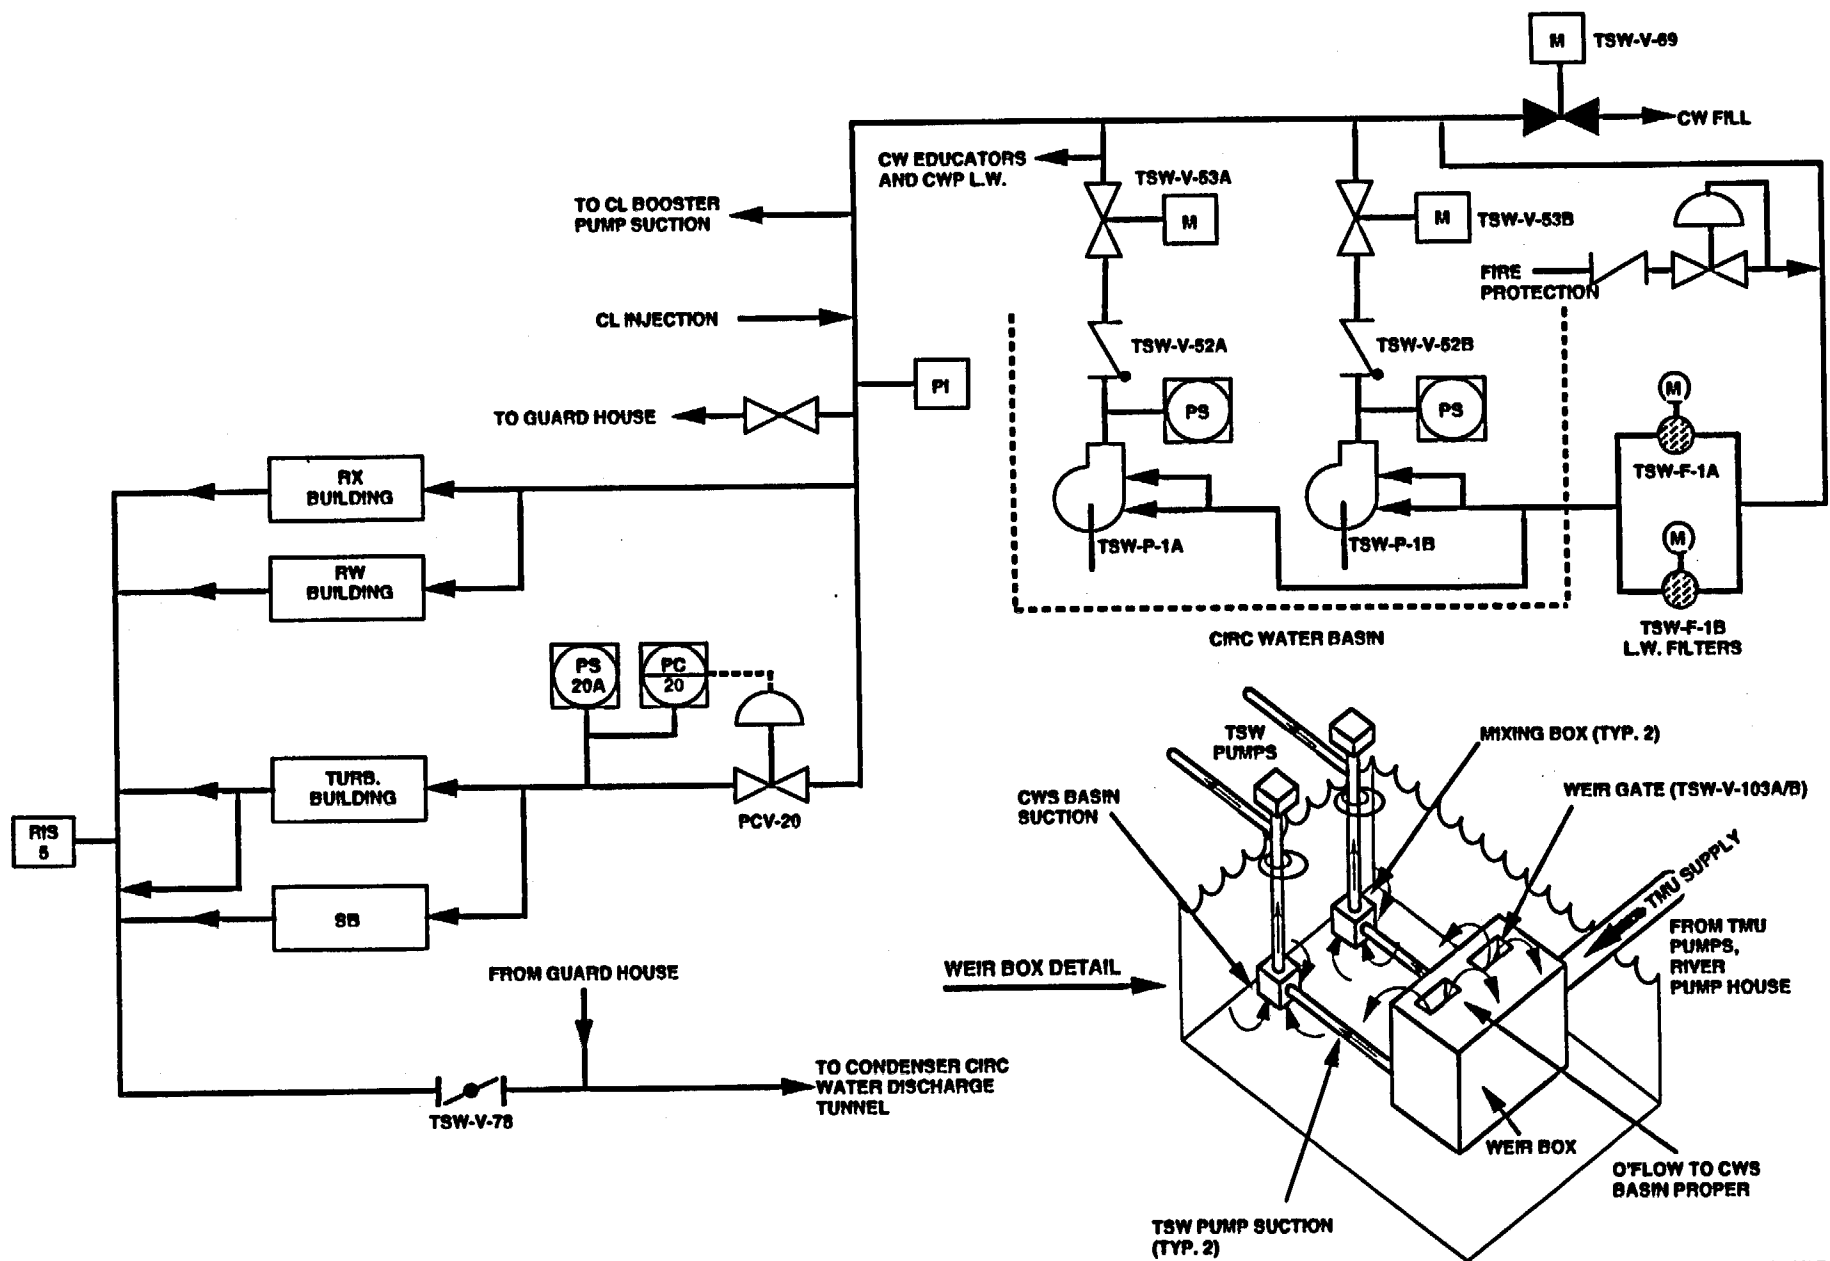 M
TSW-V-69
CW FILL
CW EDUCATORS
AND CWP L.W.
TSW-V-53A
M
M
TSW-V-53B
TO CL BOOSTER
PUMP SUCTION
FIRE
PROTECTION
CL INJECTION
TSW-V-52A
TSW-V-52B
PI
PS
PS
M
TO GUARD HOUSE
TSW-F-1A
RX
BUILDING
TSW-P-1A
TSW-P-1B
M
RW
BUILDING
CIRC WATER BASIN
TSW-F-1B
L.W. FILTERS
PS
20A
PC
20
TURB.
BUILDING
PCV-20
RIS
5
SB
FROM GUARD HOUSE
TSW-V-78
TO CONDENSER CIRC
WATER DISCHARGE
TUNNEL
TSW
PUMPS
MIXING BOX (TYP. 2)
CWS BASIN
SUCTION
WEIR GATE (TSW-V-103A/B)
TMU SUPPLY
FROM TMU
PUMPS,
RIVER
PUMP HOUSE
WEIR BOX DETAIL
WEIR BOX
O'FLOW TO CWS
BASIN PROPER
TSW PUMP SUCTION
(TYP. 2)